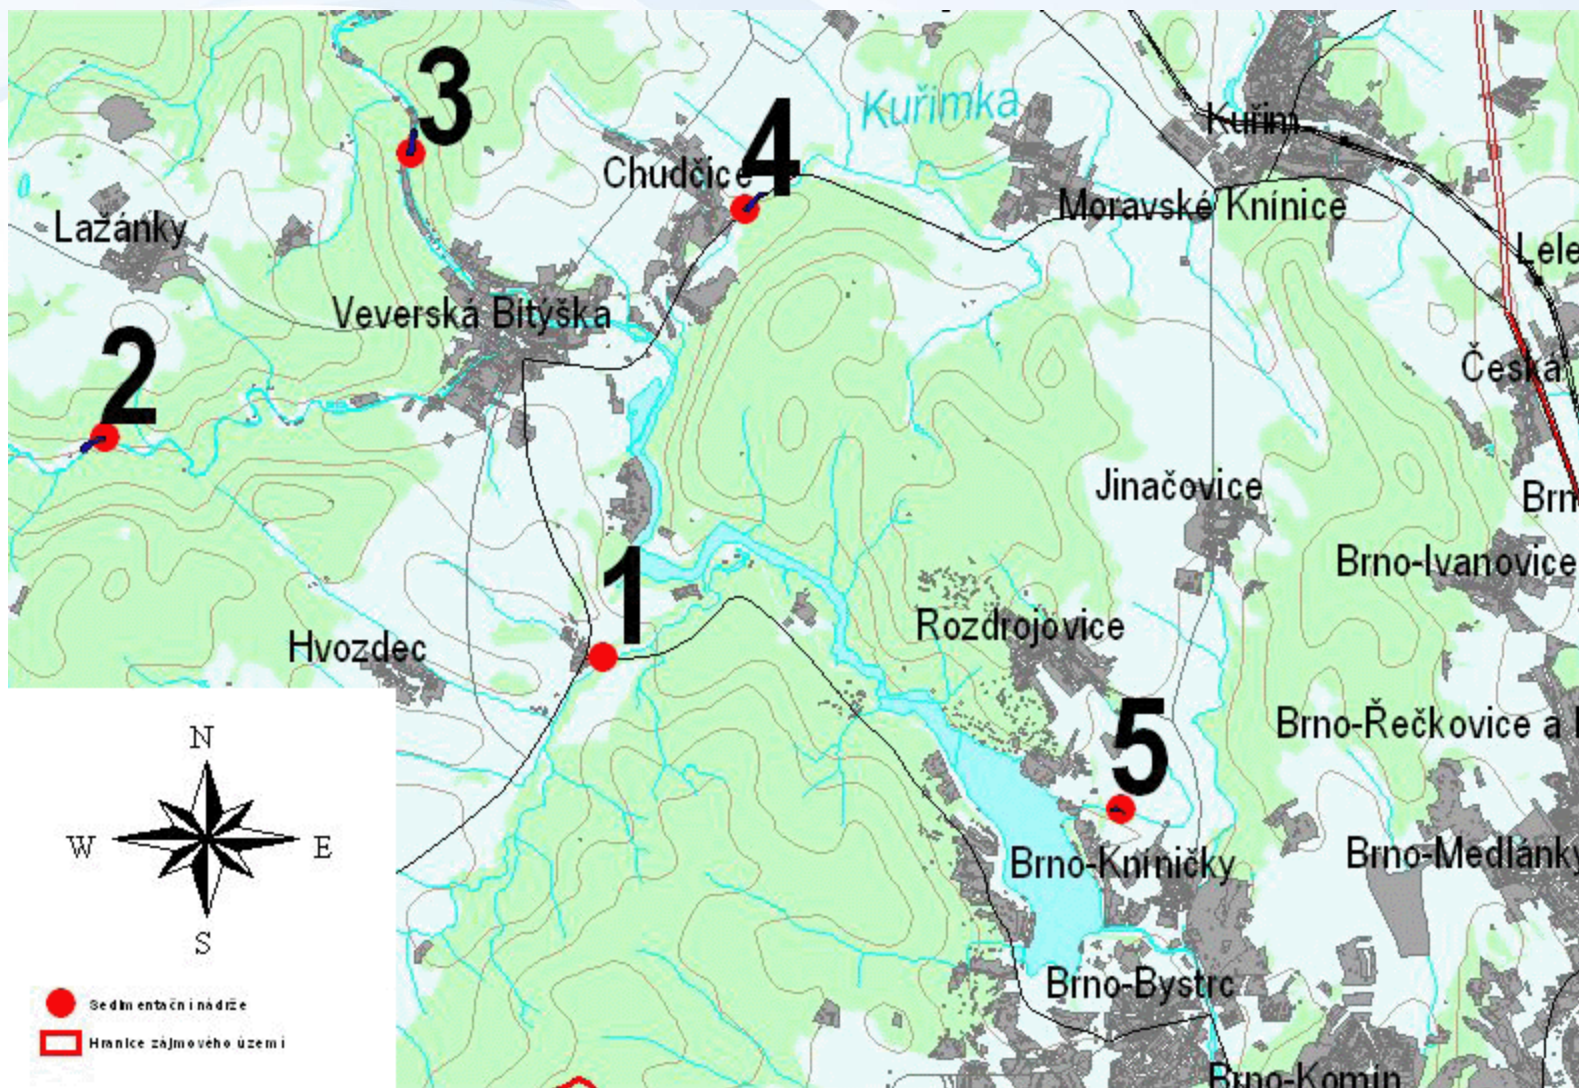 3
4
Kuřimka
Kuřim
Chudčice
Moravské Knínice
Lažánky
Lele
Veverská Bítýška
2
Česká
Jinačovice
Brn
Brno-Ivanovice
1
Rozdrojovice
Hvozdec
5
Brno-Řečkovice a
Brno-Kníničky
Brno-Medlánky
Brno-Bystrc
Brno-Komín
N
W
E
S
Sedimentační nádrže
Hranice zájmového území